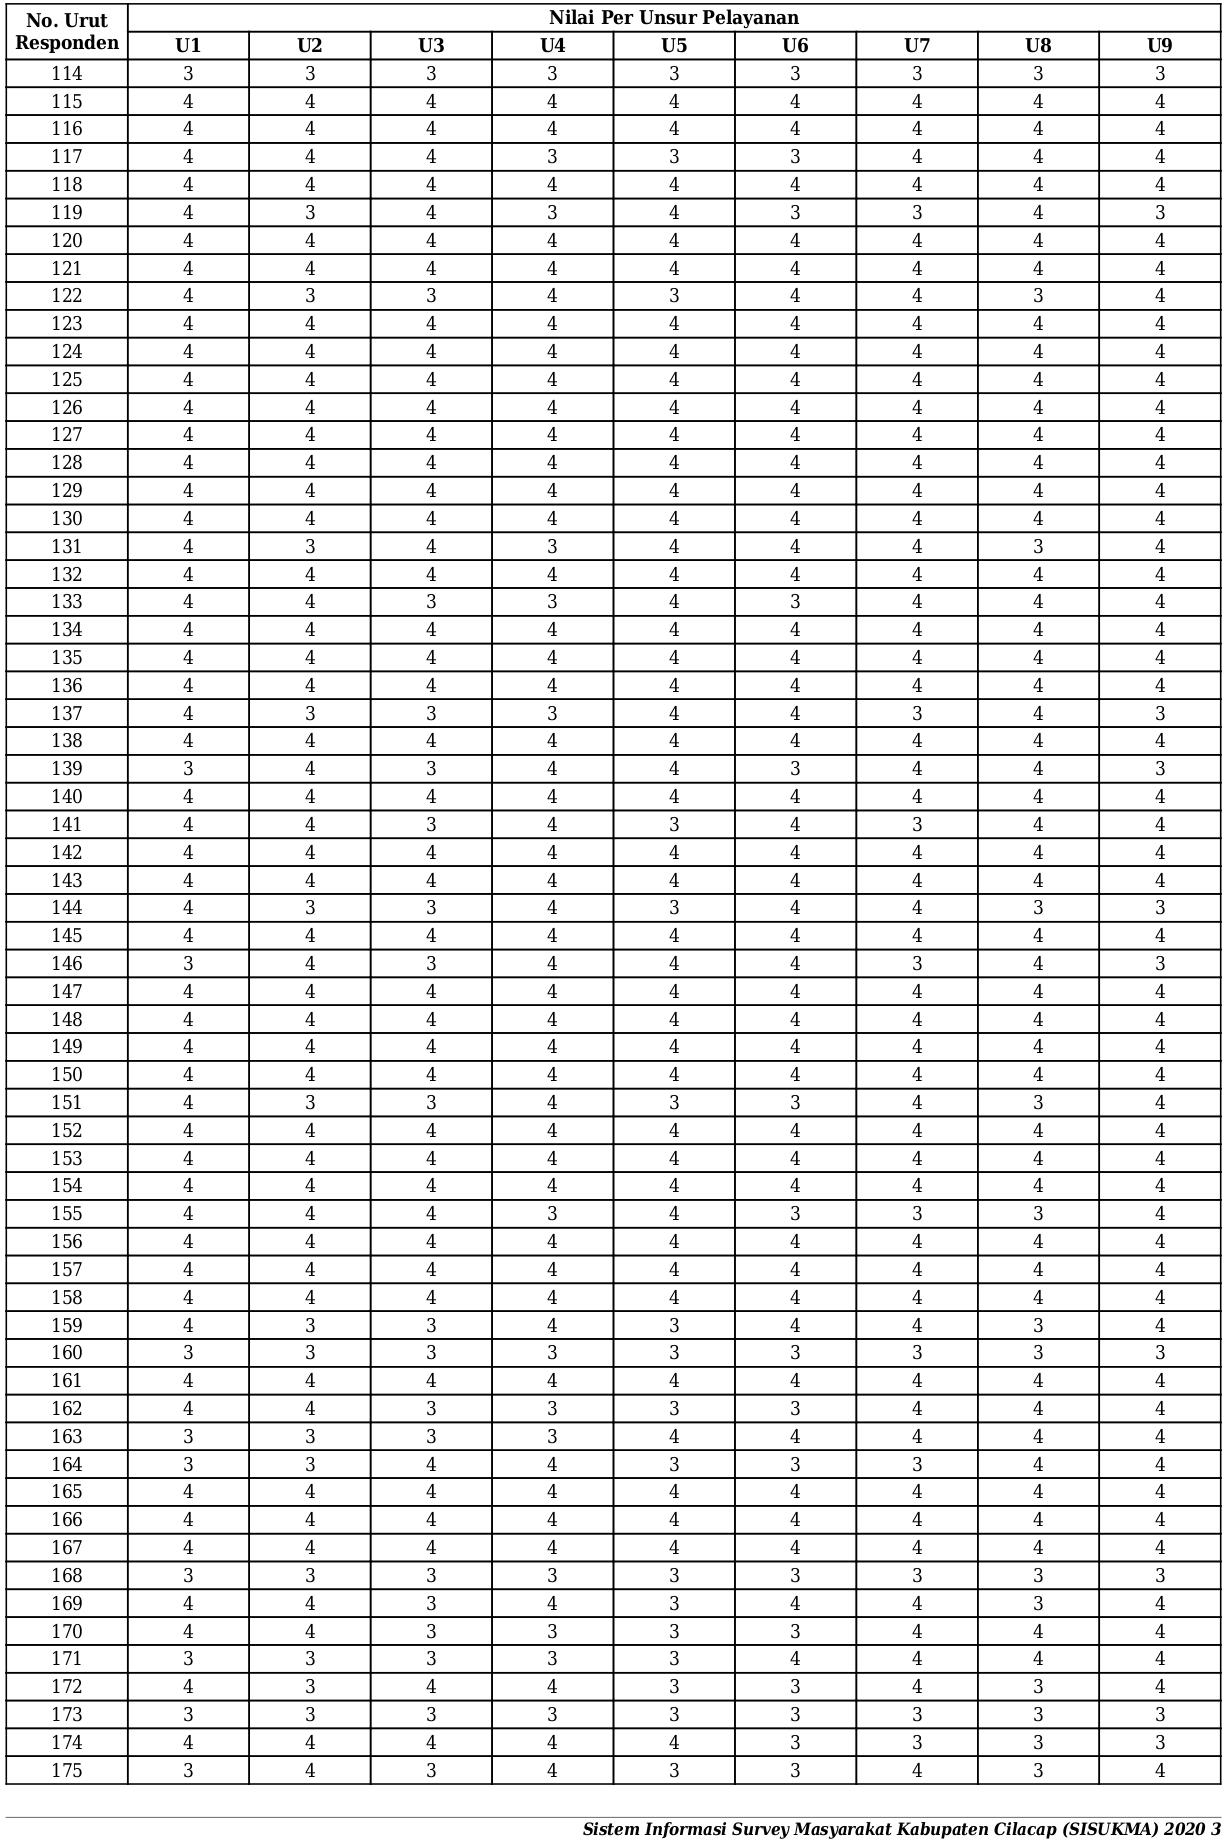 No. Urut Responden Nilai Per Unsur Pelayanan
U1 U2 U3 U4 U5 U6 U7 U8 U9
114 3 3 3 3 3 3 3 3 3
115 4 4 4 4 4 4 4 4 4
116 4 4 4 4 4 4 4 4 4
117 4 4 4 3 3 3 4 4 4
118 4 4 4 4 4 4 4 4 4
119 4 3 4 3 4 3 3 4 3
120 4 4 4 4 4 4 4 4 4
121 4 4 4 4 4 4 4 4 4
122 4 3 3 4 3 4 4 3 4
123 4 4 4 4 4 4 4 4 4
124 4 4 4 4 4 4 4 4 4
125 4 4 4 4 4 4 4 4 4
126 4 4 4 4 4 4 4 4 4
127 4 4 4 4 4 4 4 4 4
128 4 4 4 4 4 4 4 4 4
129 4 4 4 4 4 4 4 4 4
130 4 4 4 4 4 4 4 4 4
131 4 3 4 3 4 4 4 3 4
132 4 4 4 4 4 4 4 4 4
133 4 4 3 3 4 3 4 4 4
134 4 4 4 4 4 4 4 4 4
135 4 4 4 4 4 4 4 4 4
136 4 4 4 4 4 4 4 4 4
137 4 3 3 3 4 4 3 4 3
138 4 4 4 4 4 4 4 4 4
139 3 4 3 4 4 3 4 4 3
140 4 4 4 4 4 4 4 4 4
141 4 4 3 4 3 4 3 4 4
142 4 4 4 4 4 4 4 4 4
143 4 4 4 4 4 4 4 4 4
144 4 3 3 4 3 4 4 3 3
145 4 4 4 4 4 4 4 4 4
146 3 4 3 4 4 4 3 4 3
147 4 4 4 4 4 4 4 4 4
148 4 4 4 4 4 4 4 4 4
149 4 4 4 4 4 4 4 4 4
150 4 4 4 4 4 4 4 4 4
151 4 3 3 4 3 3 4 3 4
152 4 4 4 4 4 4 4 4 4
153 4 4 4 4 4 4 4 4 4
154 4 4 4 4 4 4 4 4 4
155 4 4 4 3 4 3 3 3 4
156 4 4 4 4 4 4 4 4 4
157 4 4 4 4 4 4 4 4 4
158 4 4 4 4 4 4 4 4 4
159 4 3 3 4 3 4 4 3 4
160 3 3 3 3 3 3 3 3 3
161 4 4 4 4 4 4 4 4 4
162 4 4 3 3 3 3 4 4 4
163 3 3 3 3 4 4 4 4 4
164 3 3 4 4 3 3 3 4 4
165 4 4 4 4 4 4 4 4 4
166 4 4 4 4 4 4 4 4 4
167 4 4 4 4 4 4 4 4 4
168 3 3 3 3 3 3 3 3 3
169 4 4 3 4 3 4 4 3 4
170 4 4 3 3 3 3 4 4 4
171 3 3 3 3 3 4 4 4 4
172 4 3 4 4 3 3 4 3 4
173 3 3 3 3 3 3 3 3 3
174 4 4 4 4 4 3 3 3 3
175 3 4 3 4 3 3 4 3 4
Sistem Informasi Survey Masyarakat Kabupaten Cilacap (SISUKMA) 2020 3